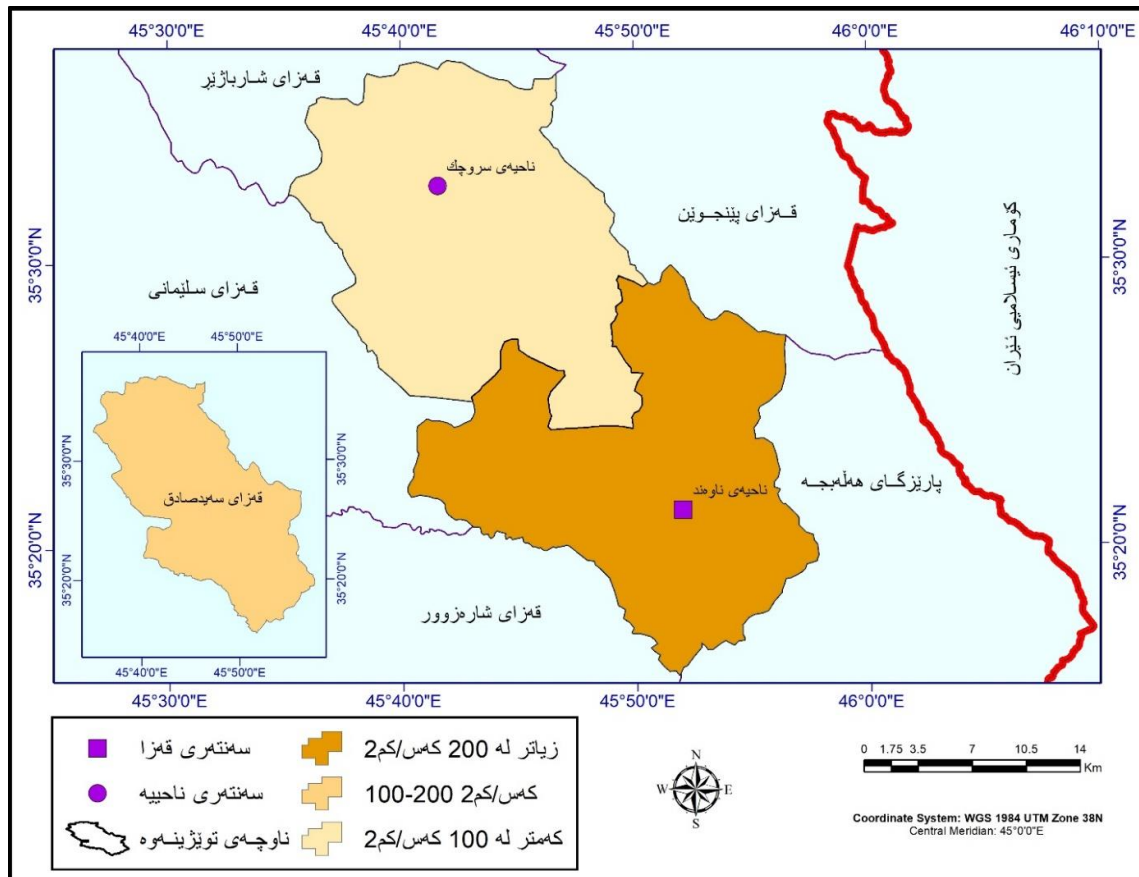 45°30'0"E
45°40'0"E
45°50'0"E
46°0'0"E
46°10'0"E
قەزای شارباژێڕ
ناحیەی سروچك
قەزای پێنجوێن
کۆماری ئیسلامیی ئێران
35°30'0"N
35°30'0"N
قەزای سلێمانی
45°40'0"E
45°50'0"E
35°30'0"N
35°30'0"N
قەزای سەیدصادق
35°20'0"N
35°20'0"N
45°40'0"E
45°50'0"E
ناحیەی ناوەند
پارێزگای هەڵەبجە
35°20'0"N
35°20'0"N
قەزای شارەزوور
45°30'0"E
45°40'0"E
45°50'0"E
46°0'0"E
زیاتر لە 200 کەس/کم2
سەنتەری قەزا
100-200 کەس/کم2
سەنتەری ناحییە
کەمتر لە 100 کەس/کم2
ناوچەی توێژینەوە
N
W
E
S
0 1.75 3.5 7 10.5 14
Km
Coordinate System: WGS 1984 UTM Zone 38N
Central Meridian: 45°0'0"E